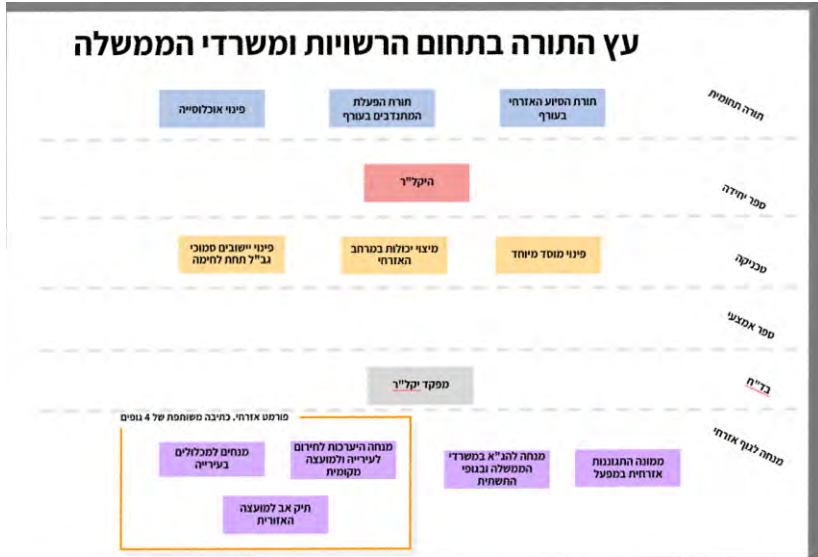 עץ התורה בתחום הרשויות ומשרדי הממשלה
תורה תחומית
תורת הסיוע האזרחי
בעורף
תורת הפעלת
המתנדבים בעורף
פינוי אוכלוסייה
ספר יחידה
היקל"ר
טכניקה
פינוי מוסד מיוחד
מיצוי יכולות במרחב
האזרחי
פינוי יישובים סמוכי
גב"ל תחת לחימה
ספר אמצעי
בד"ח
מפקד יקל"ר
מנחה לגוף אזרחי
פורמט אזרחי. כתיבה משותפת של 4 גופים
ממונה התגוננות
אזרחית במפעל
מנחה להג"א במשרדי
הממשלה ובגופי
התשתית
מנחה היערכות לחירום
לעירייה ולמועצה
מקומית
מנחים למכלולים
בעירייה
תיק אב למועצה
האזורית